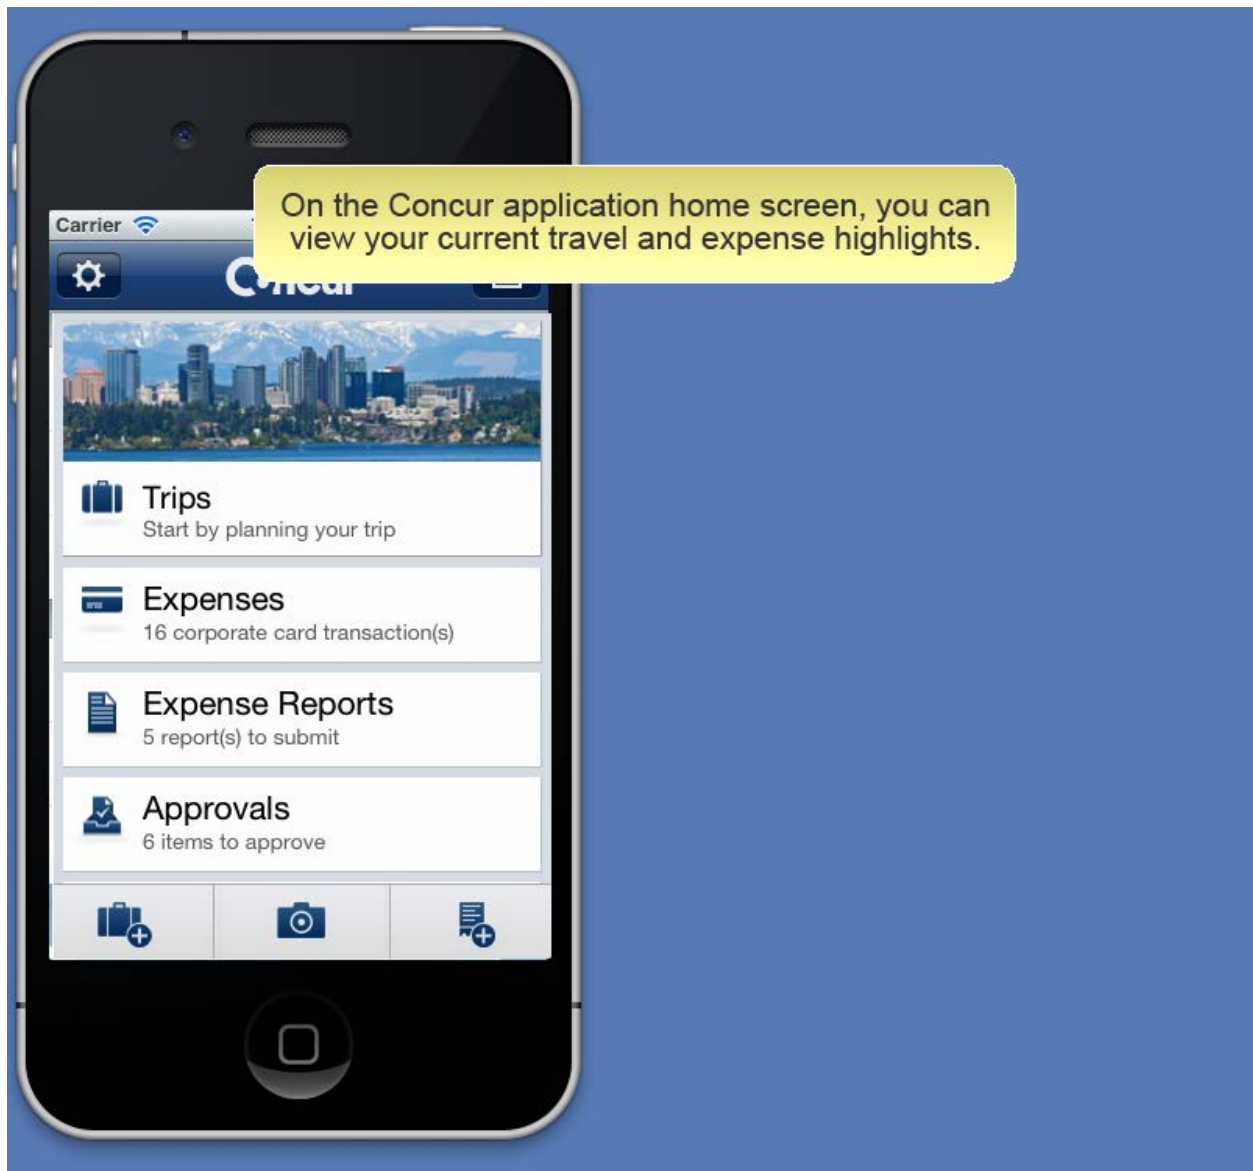 On the Concur application home screen, you can
view your current travel and expense highlights.
Carrier
Trips
Start by planning your trip
Expenses
16 corporate card transaction(s)
Expense Reports
5 report(s) to submit
Approvals
6 items to approve